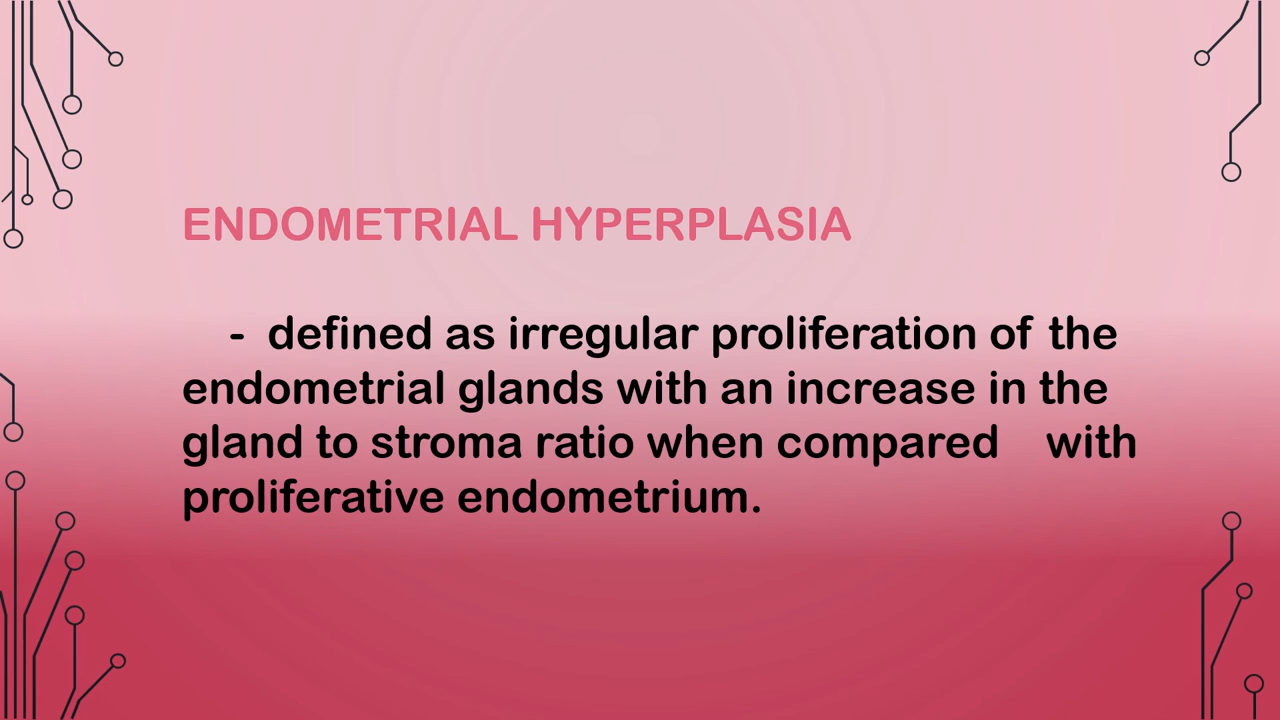 ENDOMETRIAL HYPERPLASIA
- defined as irregular proliferation of the
endometrial glands with an increase in the
gland to stroma ratio when compared with
proliferative endometrium.